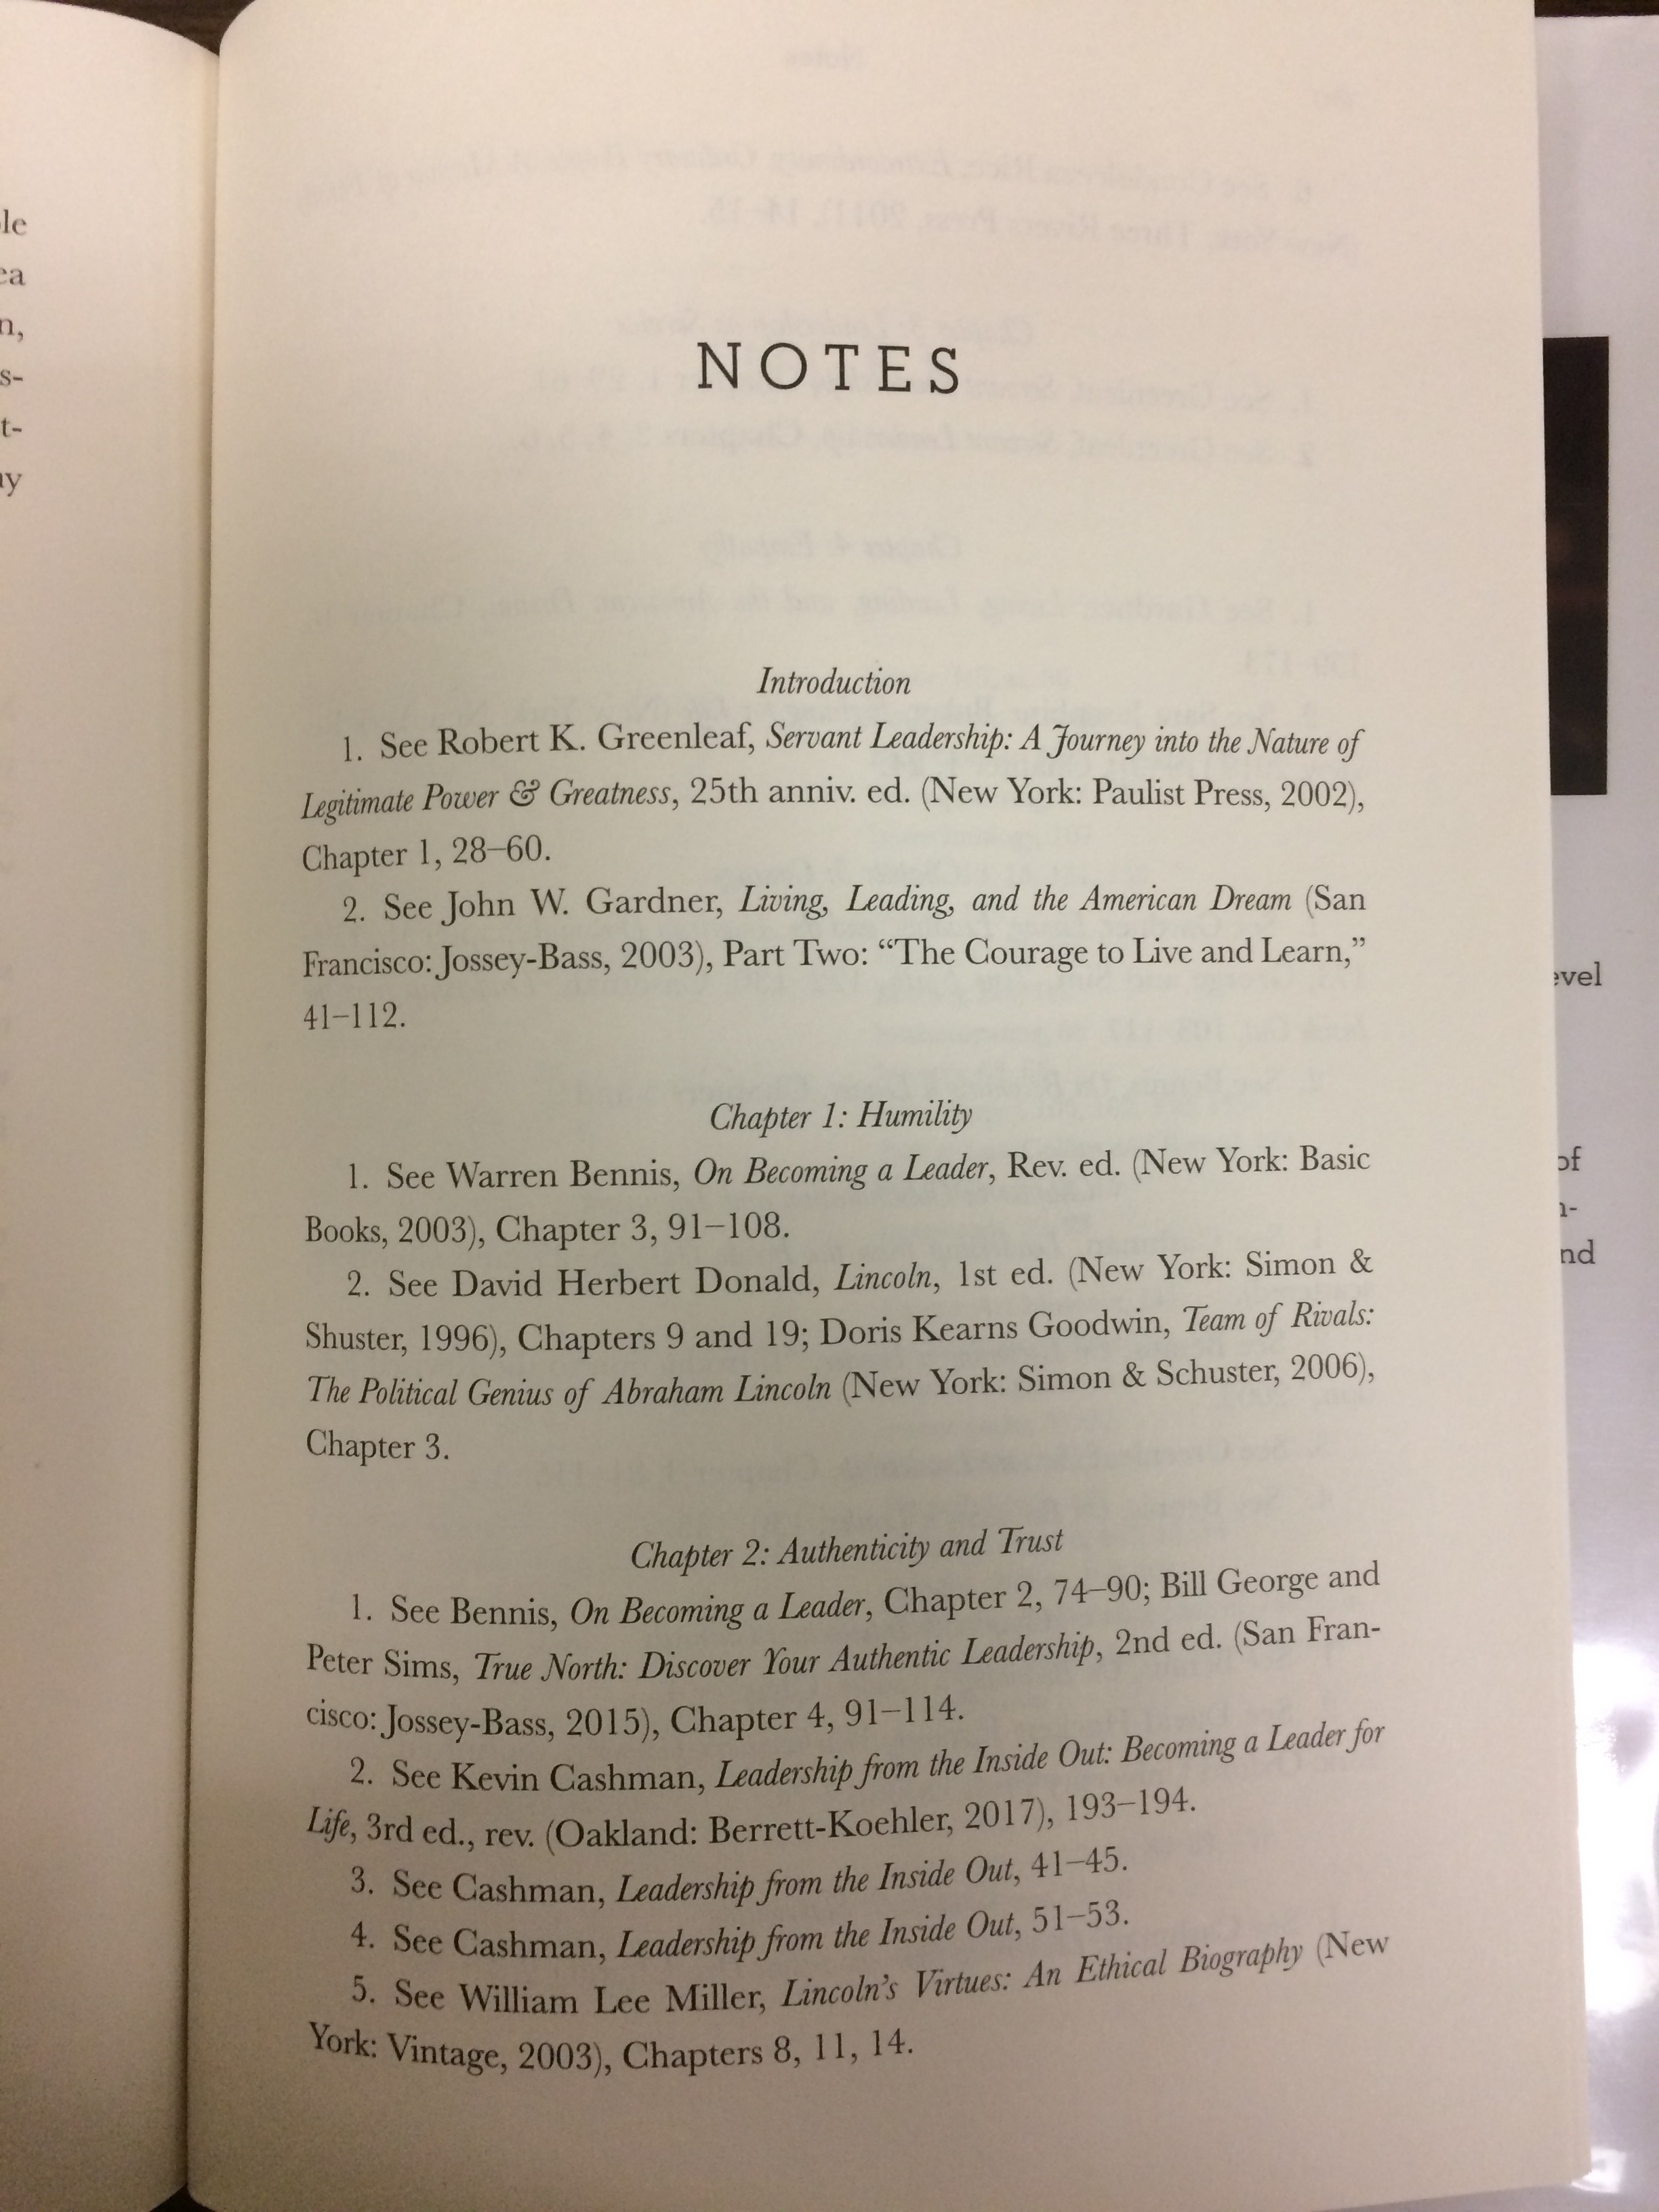 le
ea
n,
s-
t-
ay
NOTES
Introduction
1. See Robert K. Greenleaf, Servant Leadership: A Journey into the Nature of
Legitimate Power & Greatness, 25th anniv. ed. (New York: Paulist Press, 2002),
Chapter 1, 28–60.
2. See John W. Gardner, Living, Leading, and the American Dream (San
Francisco: Jossey-Bass, 2003), Part Two: “The Courage to Live and Learn,”
41–112.
Chapter 1: Humility
1. See Warren Bennis, On Becoming a Leader, Rev. ed. (New York: Basic
Books, 2003), Chapter 3, 91–108.
2. See David Herbert Donald, Lincoln, 1st ed. (New York: Simon &
Shuster, 1996), Chapters 9 and 19; Doris Kearns Goodwin, Team of Rivals:
The Political Genius of Abraham Lincoln (New York: Simon & Schuster, 2006),
Chapter 3.
Chapter 2: Authenticity and Trust
1. See Bennis, On Becoming a Leader, Chapter 2, 74–90; Bill George and
Peter Sims, True North: Discover Your Authentic Leadership, 2nd ed. (San Fran-
cisco: Jossey-Bass, 2015), Chapter 4, 91–114.
2. See Kevin Cashman, Leadership from the Inside Out: Becoming a Leader for
Life, 3rd ed., rev. (Oakland: Berrett-Koehler, 2017), 193–194.
3. See Cashman, Leadership from the Inside Out, 41–45.
4. See Cashman, Leadership from the Inside Out, 51–53.
5. See William Lee Miller, Lincoln’s Virtues: An Ethical Biography (New
York: Vintage, 2003), Chapters 8, 11, 14.
evel
of
n-
nd